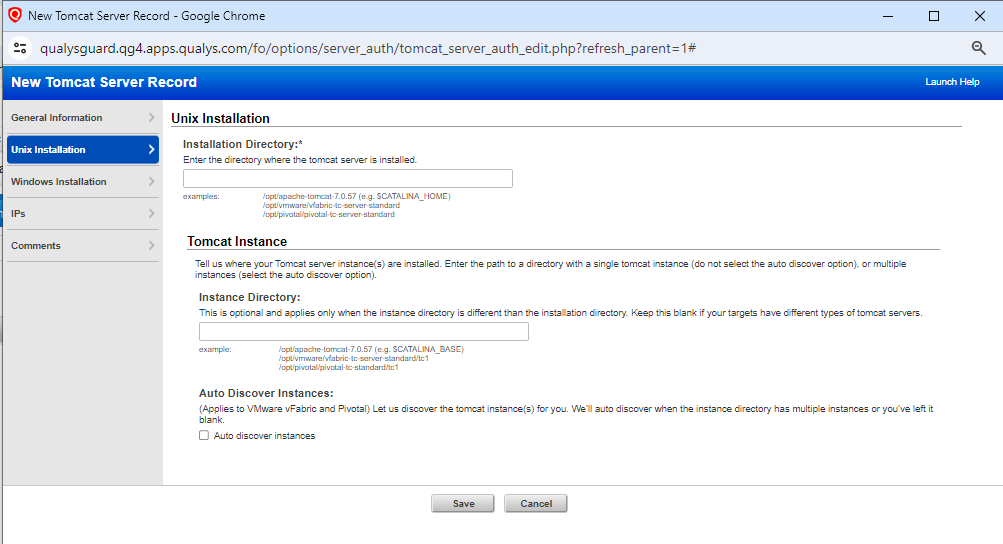 New Tomcat Server Record - Google Chrome
qualysguard.qg4.apps.qualys.com/fo/options/server_auth/tomcat_server_auth_edit.php?refresh_parent=1#
New Tomcat Server Record
Launch Help
General Information
Unix Installation
Windows Installation
IPs
Comments
Unix Installation
Installation Directory:*
Enter the directory where the tomcat server is installed.
examples:
/opt/apache-tomcat-7.0.57 (e.g. $CATALINA_HOME)
/opt/vmware/vfabric-tc-server-standard
/opt/pivotal/pivotal-tc-server-standard
Tomcat Instance
Tell us where your Tomcat server instance(s) are installed. Enter the path to a directory with a single tomcat instance (do not select the auto discover option), or multiple
instances (select the auto discover option).
Instance Directory:
This is optional and applies only when the instance directory is different than the installation directory. Keep this blank if your targets have different types of tomcat servers.
example:
/opt/apache-tomcat-7.0.57 (e.g. $CATALINA_BASE)
/opt/vmware/vfabric-tc-server-standard/tc1
/opt/pivotal/pivotal-tc-standard/tc1
Auto Discover Instances:
(Applies to VMware vFabric and Pivotal) Let us discover the tomcat instance(s) for you. We'll auto discover when the instance directory has multiple instances or you've left it
blank.
Auto discover instances
Save
Cancel